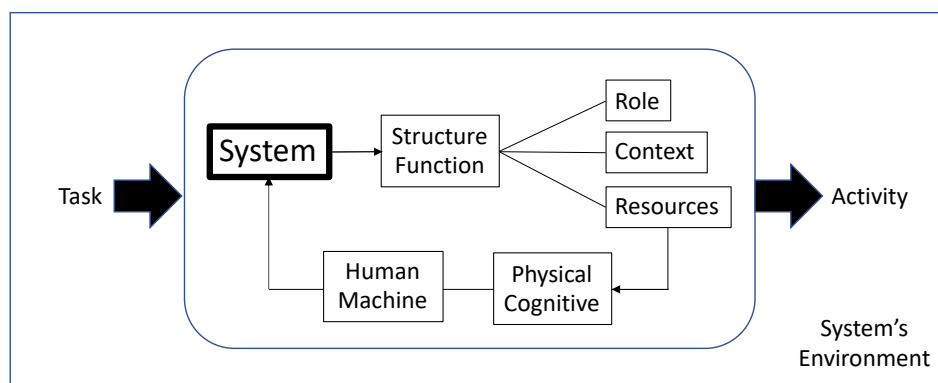 System
Structure
Function
Role
Context
Resources
Task
Activity
Human
Machine
Physical
Cognitive
System's
Environment